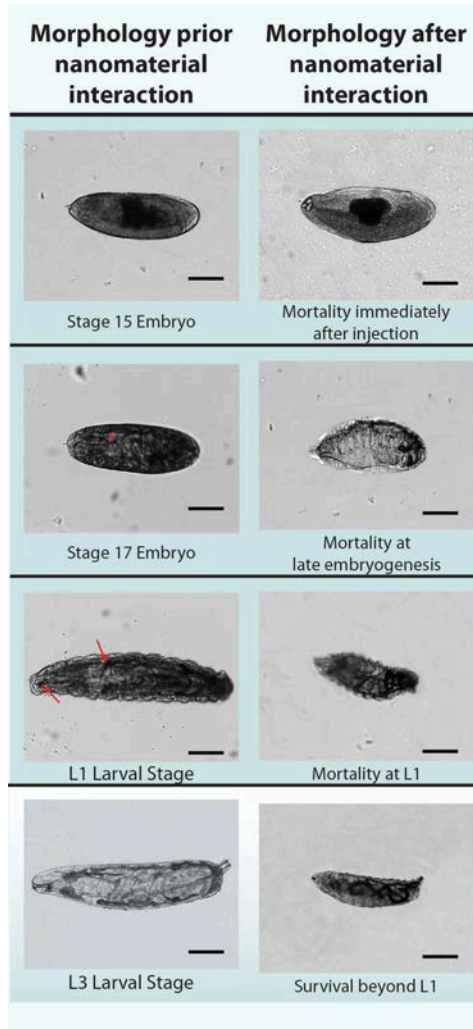 Morphology prior
nanomaterial
interaction
Morphology after
nanomaterial
interaction
Stage 15 Embryo
Mortality immediately
after injection
Stage 17 Embryo
Mortality at
late embryogenesis
L1 Larval Stage
Mortality at L1
L3 Larval Stage
Survival beyond L1